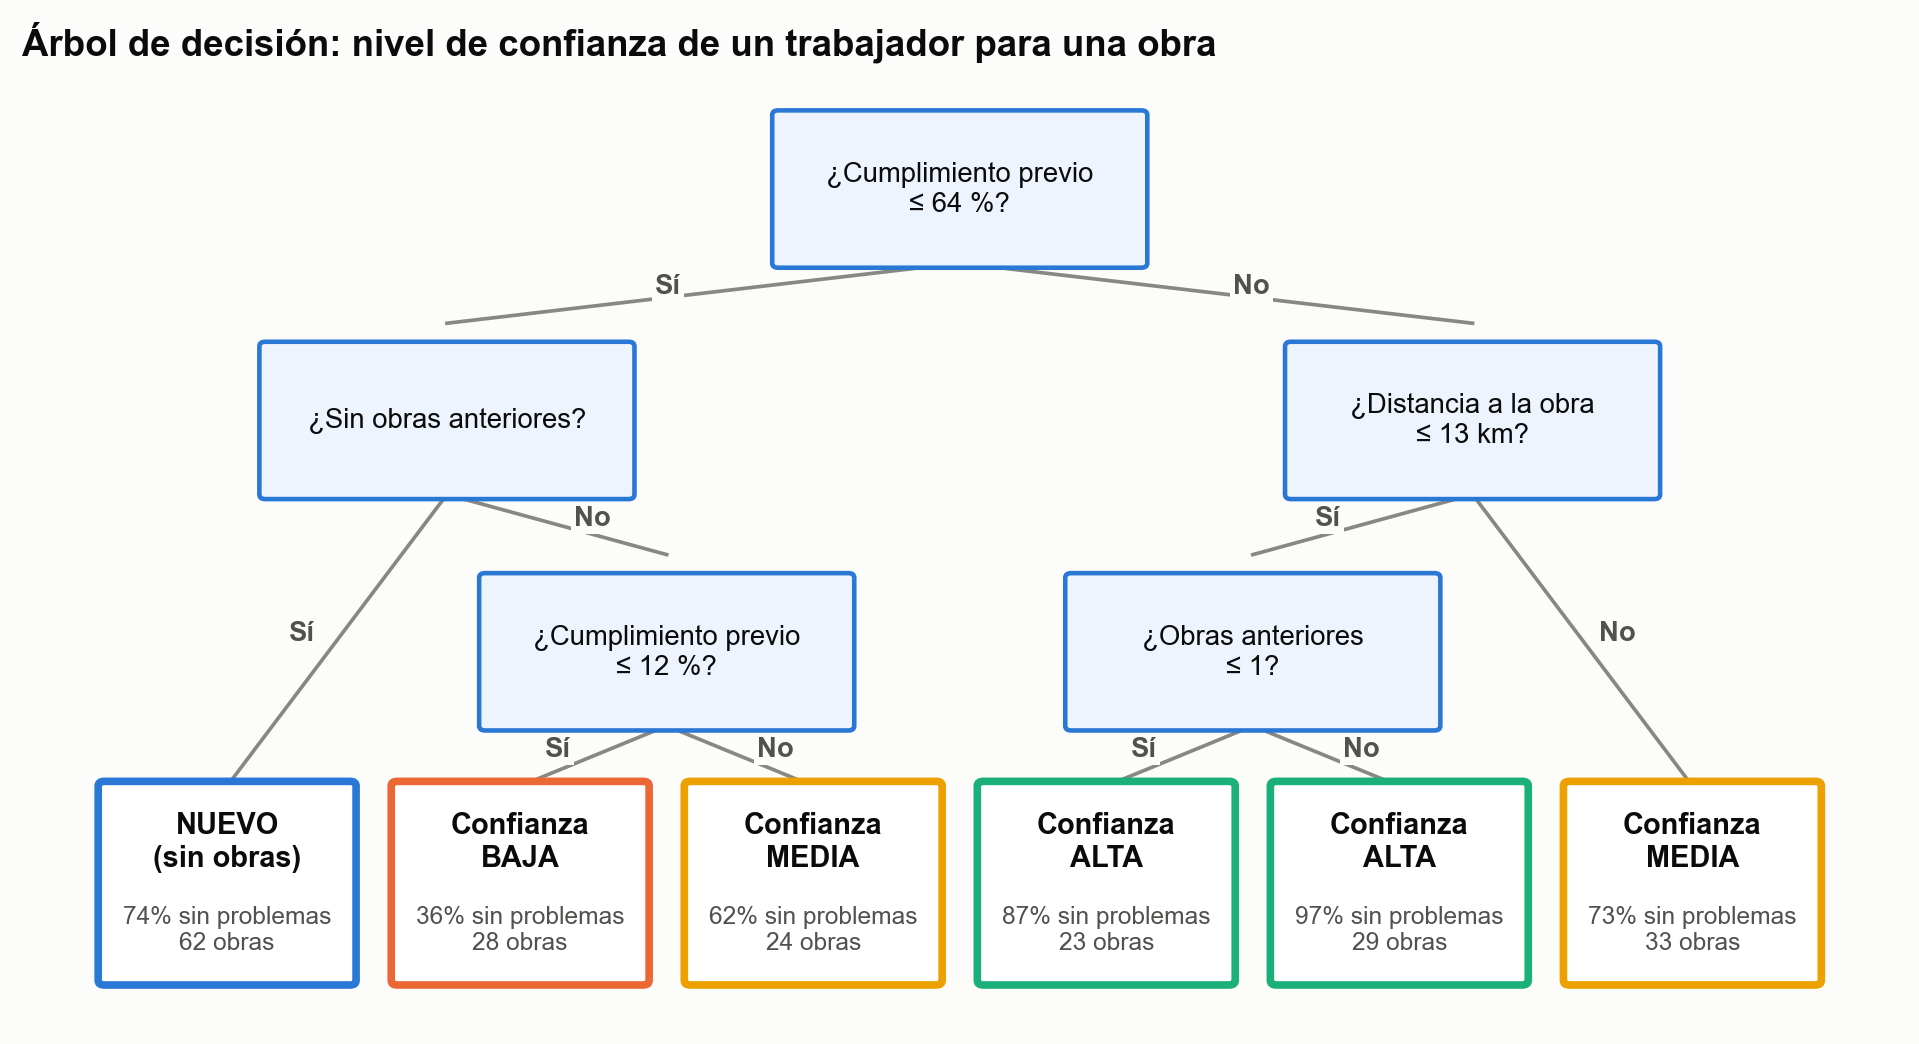 Árbol de decisión: nivel de confianza de un trabajador para una obra
¿Cumplimiento previo
≤ 64 %?
Sí
No
¿Sin obras anteriores?
¿Distancia a la obra
≤ 13 km?
No
Sí
Sí
¿Cumplimiento previo
≤ 12 %?
¿Obras anteriores
≤ 1?
No
Sí
No
Sí
No
NUEVO
(sin obras)
74% sin problemas
62 obras
Confianza
BAJA
36% sin problemas
28 obras
Confianza
MEDIA
62% sin problemas
24 obras
Confianza
ALTA
87% sin problemas
23 obras
Confianza
ALTA
97% sin problemas
29 obras
Confianza
MEDIA
73% sin problemas
33 obras